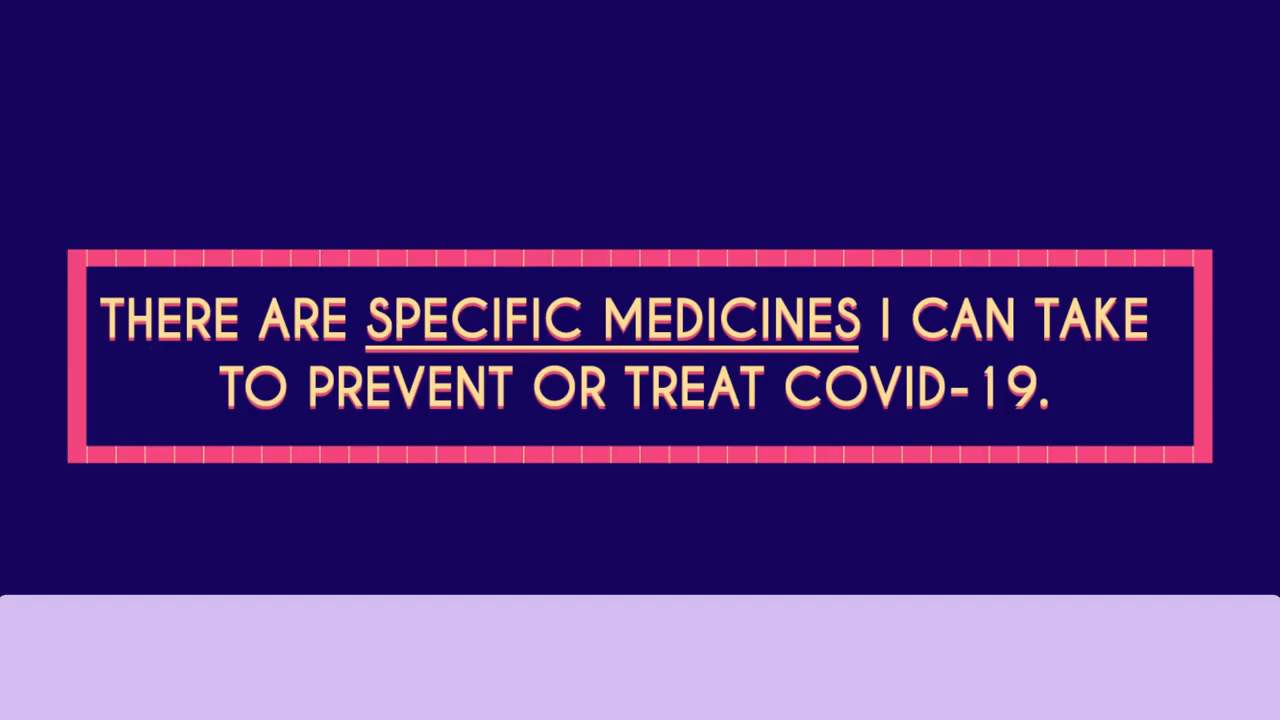 THERE ARE SPECIFIC MEDICINES I CAN TAKE
TO PREVENT OR TREAT COVID-19.